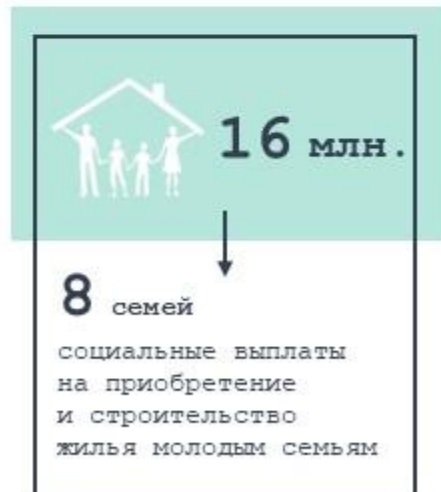 16 млн.
8 семей
социальные выплаты
на приобретение
и строительство
жилья молодым семьям